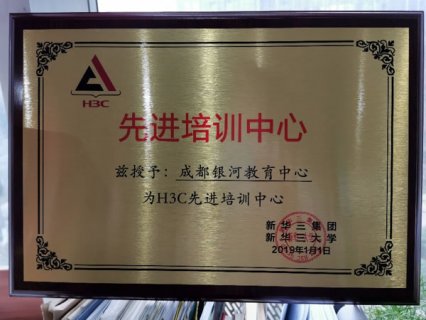 H3C
先进培训中心
兹授予：成都银河教育中心
为H3C先进培训中心
新华三集团
新华三大学
2019年1月1日